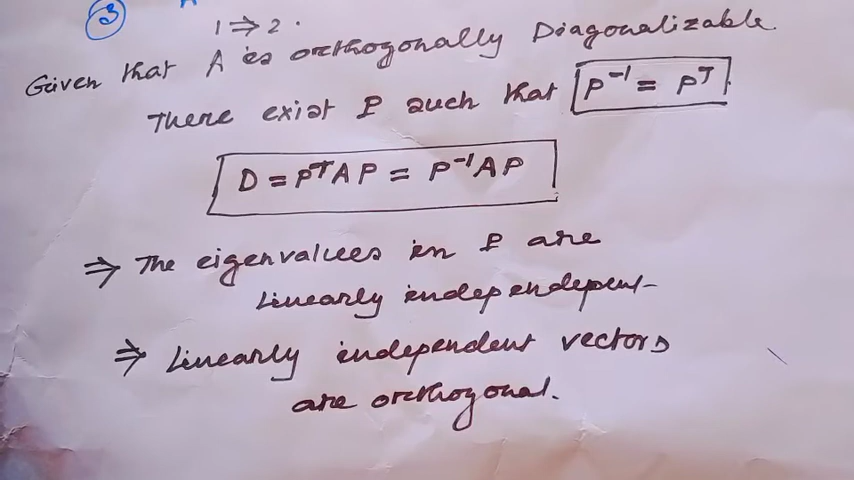 ③
1 ⇒ 2.
Given that A is orthogonally Diagonalizable.
There exist P such that P⁻¹ = Pᵀ
D = PᵀAP = P⁻¹AP
⇒ The eigenvalues in P are
Linearly independepent
⇒ Linearly independent vectors
are orthogonal.